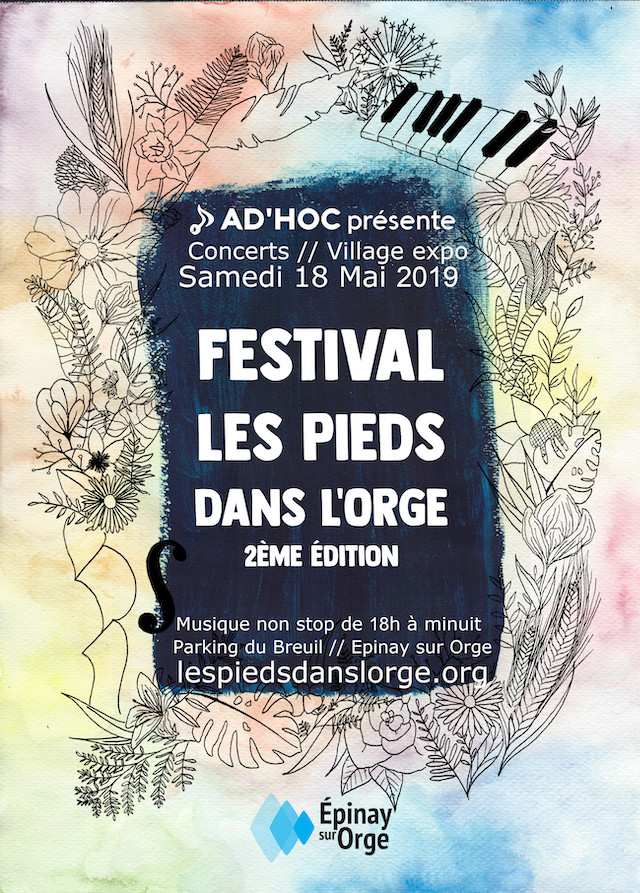 AD'HOC présente
Concerts // Village expo
Samedi 18 Mai 2019
FESTIVAL
LES PIEDS
DANS L'ORGE
2ÈME ÉDITION
Musique non stop de 18h à minuit
Parking du Breuil // Epinay sur Orge
lespiedsdanslorge.org
Épinay
sur Orge